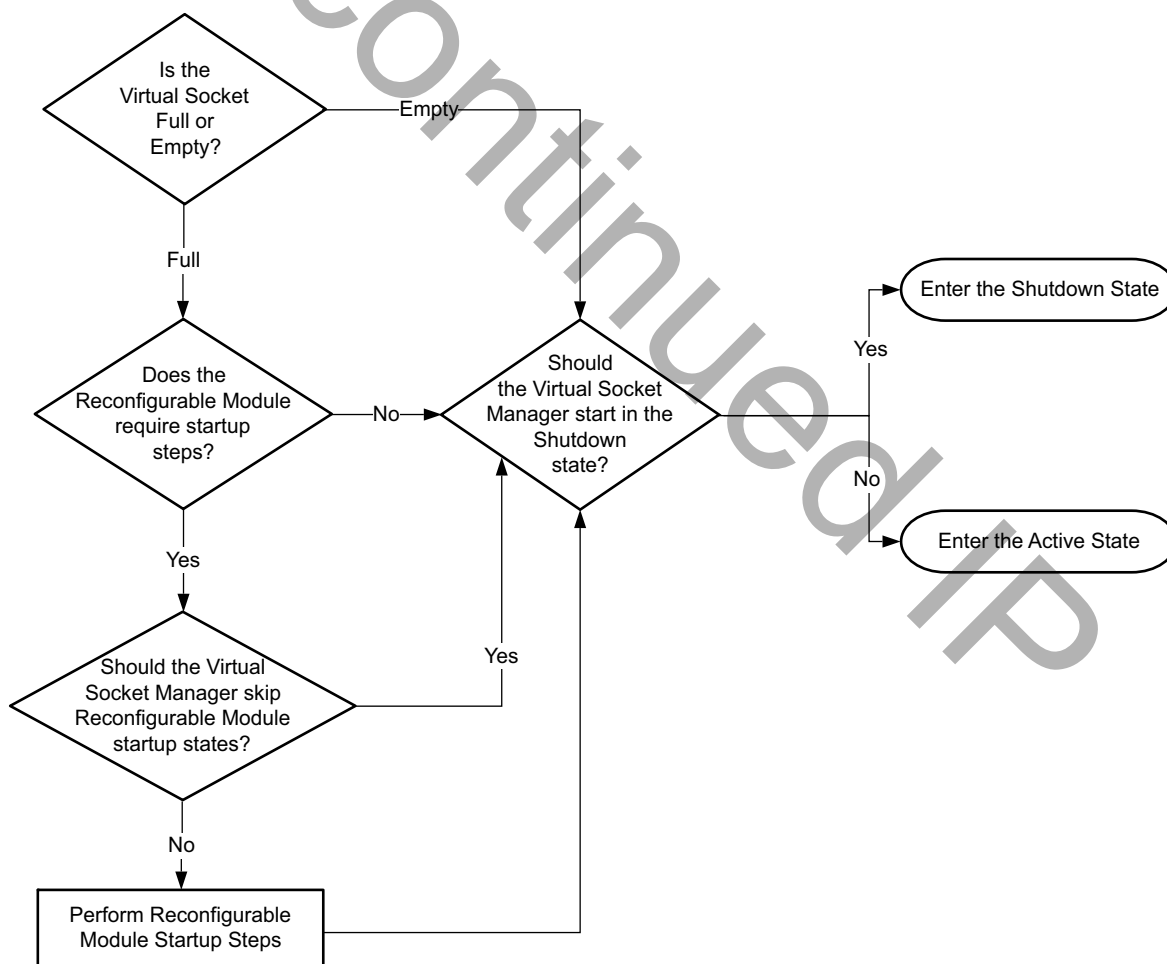 Is the
Virtual Socket
Full or
Empty?
Empty
Full
Does the
Reconfigurable Module
require startup
steps?
No
Should
the Virtual Socket
Manager start in the
Shutdown
state?
Yes
Enter the Shutdown State
No
Enter the Active State
Yes
Should the Virtual
Socket Manager skip
Reconfigurable Module
startup states?
Yes
No
Perform Reconfigurable
Module Startup Steps
continued IP